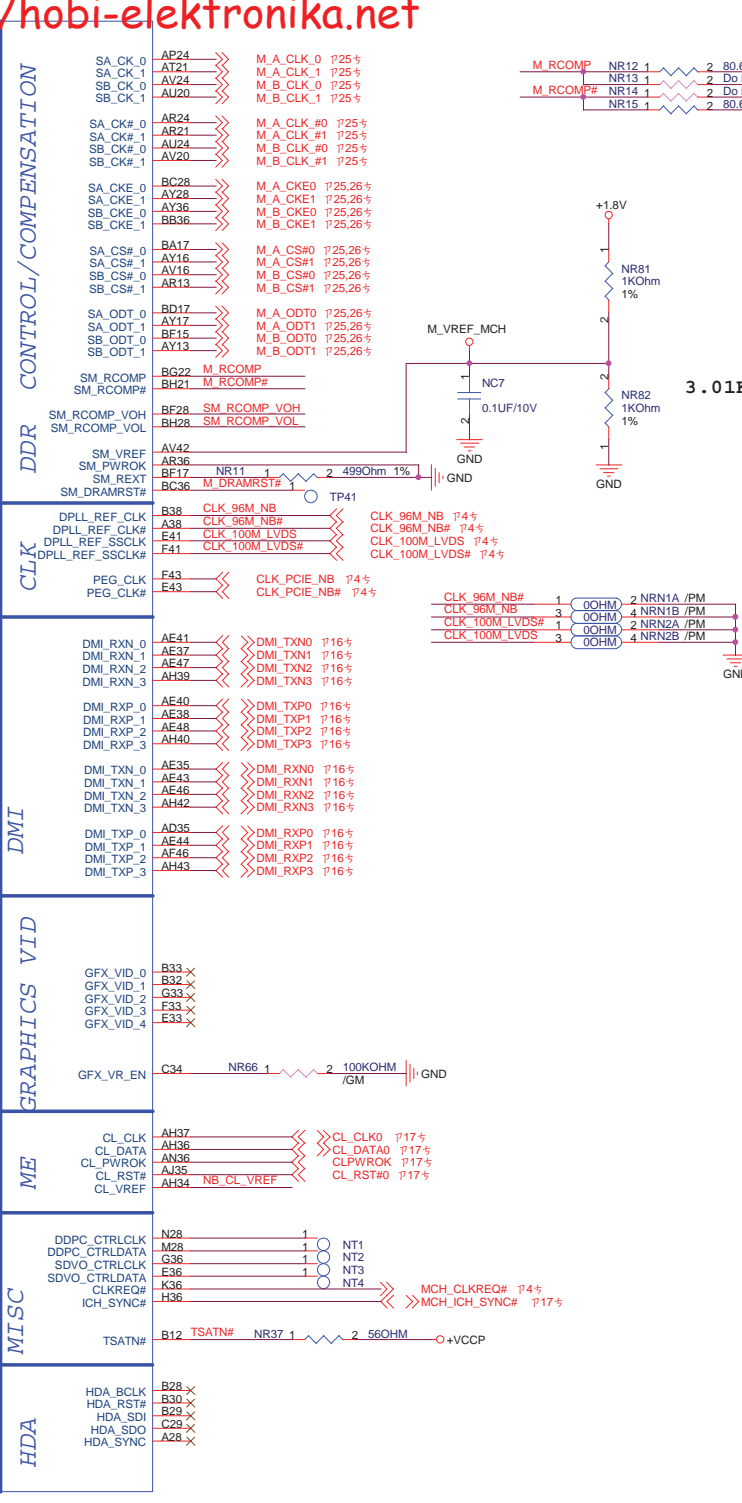 /hobi-elektronika.net
DDR CONTROL/COMPENSATION
SA_CK_0 AP24 M_A_CLK_0 25
SA_CK_1 AT21 M_A_CLK_1 25
SB_CK_0 AV24 M_B_CLK_0 25
SB_CK_1 AU20 M_B_CLK_1 25
SA_CK#_0 AR24 M_A_CLK_#0 25
SA_CK#_1 AR21 M_A_CLK_#1 25
SB_CK#_0 AU24 M_B_CLK_#0 25
SB_CK#_1 AV20 M_B_CLK_#1 25
SA_CKE_0 BC28 M_A_CKE0 25,26
SA_CKE_1 AY28 M_A_CKE1 25,26
SB_CKE_0 AY36 M_B_CKE0 25,26
SB_CKE_1 BB36 M_B_CKE1 25,26
SA_CS#_0 BA17 M_A_CS#0 25,26
SA_CS#_1 AY16 M_A_CS#1 25,26
SB_CS#_0 AV16 M_B_CS#0 25,26
SB_CS#_1 AR13 M_B_CS#1 25,26
SA_ODT_0 BD17 M_A_ODT0 25,26
SA_ODT_1 AY17 M_A_ODT1 25,26
SB_ODT_0 BF15 M_B_ODT0 25,26
SB_ODT_1 AY13 M_B_ODT1 25,26
SM_RCOMP BG22 M_RCOMP
SM_RCOMP# BH21 M_RCOMP#
SM_RCOMP_VOH BF28 SM_RCOMP_VOH
SM_RCOMP_VOL BH28 SM_RCOMP_VOL
SM_VREF AV42
SM_PWROK AR36
SM_REXT BF17 NR11 1 2 499Ohm 1% GND
SM_DRAMRST# BC36 M_DRAMRST# 1 TP41
M_RCOMP NR12 1 2 80.6
NR13 1 2 Do
M_RCOMP# NR14 1 2 Do
NR15 1 2 80.6
+1.8V
1
NR81
1KOhm
1%
2
M_VREF_MCH
1
NC7
0.1UF/10V
2
GND
2
NR82
1KOhm
1%
1
GND
3.01
CLK
DPLL_REF_CLK B38 CLK_96M_NB CLK_96M_NB 4
DPLL_REF_CLK# A38 CLK_96M_NB# CLK_96M_NB# 4
DPLL_REF_SSCLK E41 CLK_100M_LVDS CLK_100M_LVDS 4
DPLL_REF_SSCLK# F41 CLK_100M_LVDS# CLK_100M_LVDS# 4
PEG_CLK F43 CLK_PCIE_NB 4
PEG_CLK# E43 CLK_PCIE_NB# 4
CLK_96M_NB# 1 0OHM 2 NRN1A /PM
CLK_96M_NB 3 0OHM 4 NRN1B /PM
CLK_100M_LVDS# 1 0OHM 2 NRN2A /PM
CLK_100M_LVDS 3 0OHM 4 NRN2B /PM
GND
DMI
DMI_RXN_0 AE41 DMI_TXN0 16
DMI_RXN_1 AE37 DMI_TXN1 16
DMI_RXN_2 AE47 DMI_TXN2 16
DMI_RXN_3 AH39 DMI_TXN3 16
DMI_RXP_0 AE40 DMI_TXP0 16
DMI_RXP_1 AE38 DMI_TXP1 16
DMI_RXP_2 AE48 DMI_TXP2 16
DMI_RXP_3 AH40 DMI_TXP3 16
DMI_TXN_0 AE35 DMI_RXN0 16
DMI_TXN_1 AE43 DMI_RXN1 16
DMI_TXN_2 AE46 DMI_RXN2 16
DMI_TXN_3 AH42 DMI_RXN3 16
DMI_TXP_0 AD35 DMI_RXP0 16
DMI_TXP_1 AE44 DMI_RXP1 16
DMI_TXP_2 AF46 DMI_RXP2 16
DMI_TXP_3 AH43 DMI_RXP3 16
GRAPHICS VID
GFX_VID_0 B33
GFX_VID_1 B32
GFX_VID_2 G33
GFX_VID_3 F33
GFX_VID_4 E33
GFX_VR_EN C34 NR66 1 2 100KOHM GND
/GM
ME
CL_CLK AH37 CL_CLK0 17
CL_DATA AH36 CL_DATA0 17
CL_PWROK AN36 CLPWROK 17
CL_RST# AJ35 CL_RST#0 17
CL_VREF AH34 NB_CL_VREF
MISC
DDPC_CTRLCLK N28 1 NT1
DDPC_CTRLDATA M28 1 NT2
SDVO_CTRLCLK G36 1 NT3
SDVO_CTRLDATA E36 1 NT4
CLKREQ# K36 MCH_CLKREQ# 4
ICH_SYNC# H36 MCH_ICH_SYNC# 17
TSATN# B12 TSATN# NR37 1 2 56OHM +VCCP
HDA
HDA_BCLK B28
HDA_RST# B30
HDA_SDI B29
HDA_SDO C29
HDA_SYNC A28